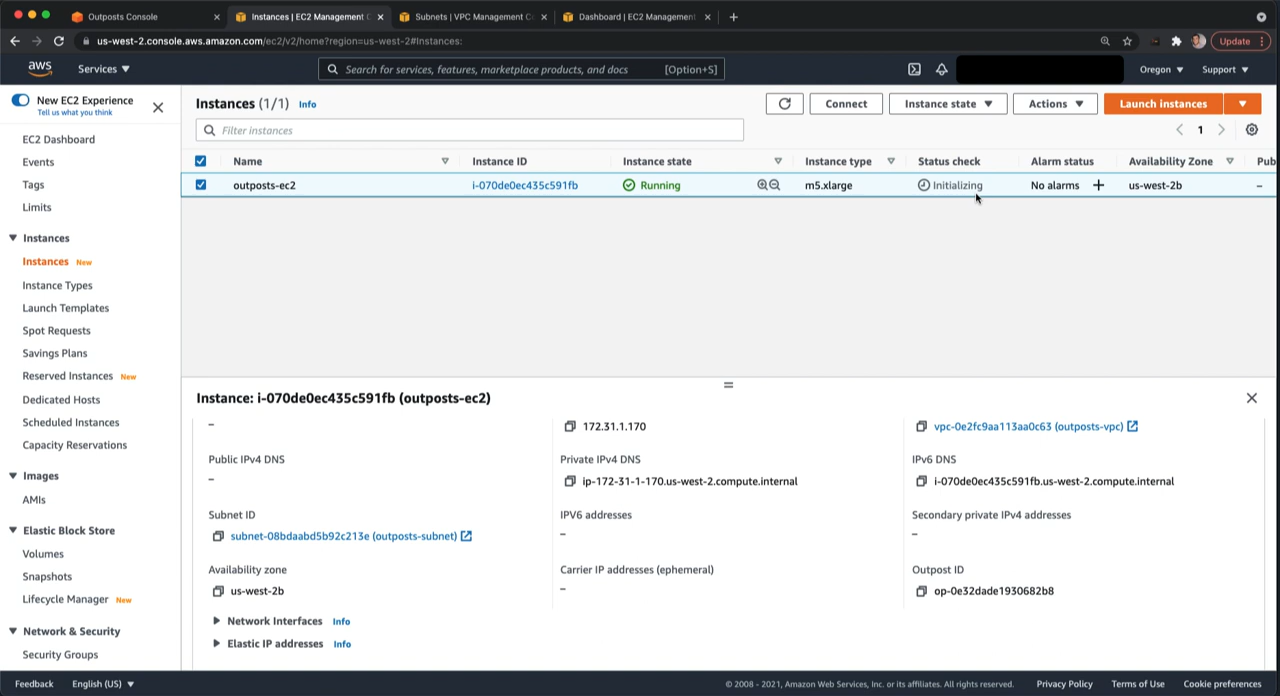 Outposts Console
Instances | EC2 Management C
Subnets | VPC Management C
Dashboard | EC2 Management
us-west-2.console.aws.amazon.com/ec2/v2/home?region=us-west-2#Instances:
Update
aws
Services
Search for services, features, marketplace products, and docs
[Option+S]
Oregon
Support
New EC2 Experience
Tell us what you think
EC2 Dashboard
Events
Tags
Limits
Instances
Instances New
Instance Types
Launch Templates
Spot Requests
Savings Plans
Reserved Instances New
Dedicated Hosts
Scheduled Instances
Capacity Reservations
Images
AMIs
Elastic Block Store
Volumes
Snapshots
Lifecycle Manager New
Network & Security
Security Groups
Instances (1/1) Info
Connect
Instance state
Actions
Launch instances
Filter instances
1
Name Instance ID Instance state Instance type Status check Alarm status Availability Zone Pub
outposts-ec2 i-070de0ec435c591fb Running m5.xlarge Initializing No alarms + us-west-2b –
Instance: i-070de0ec435c591fb (outposts-ec2)
– 172.31.1.170 vpc-0e2fc9aa113aa0c63 (outposts-vpc)
Public IPv4 DNS Private IPv4 DNS IPv6 DNS
– ip-172-31-1-170.us-west-2.compute.internal i-070de0ec435c591fb.us-west-2.compute.internal
Subnet ID IPV6 addresses Secondary private IPv4 addresses
subnet-08bdaabd5b92c213e (outposts-subnet) – –
Availability zone Carrier IP addresses (ephemeral) Outpost ID
us-west-2b – op-0e32dade1930682b8
Network Interfaces Info
Elastic IP addresses Info
Feedback English (US) © 2008 - 2021, Amazon Web Services, Inc. or its affiliates. All rights reserved. Privacy Policy Terms of Use Cookie preferences